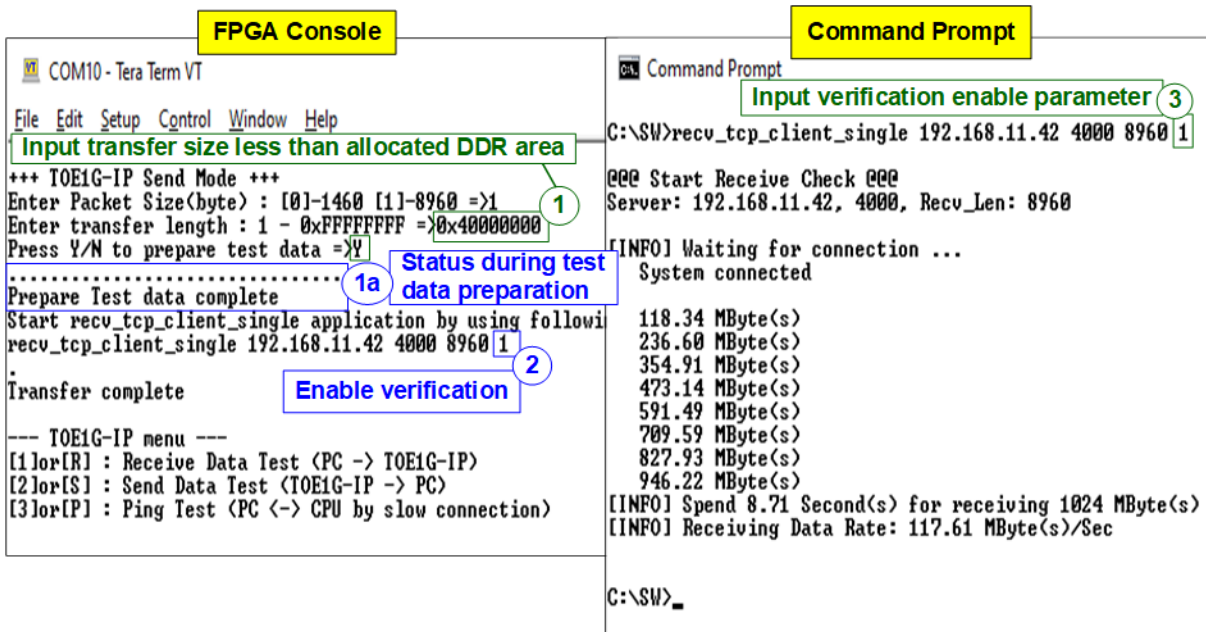 FPGA Console
COM10 - Tera Term VT
File Edit Setup Control Window Help
Input transfer size less than allocated DDR area
+++ TOE1G-IP Send Mode +++
Enter Packet Size(byte) : [0]-1460 [1]-8960 =>1
1
Enter transfer length : 1 - 0xFFFFFFFF =>0x40000000
Press Y/N to prepare test data =>Y
.................................
1a
Status during test
data preparation
Prepare Test data complete
Start recv_tcp_client_single application by using followi
recv_tcp_client_single 192.168.11.42 4000 8960 1
2
.
Transfer complete
Enable verification
--- TOE1G-IP menu ---
[1]or[R] : Receive Data Test (PC -> TOE1G-IP)
[2]or[S] : Send Data Test (TOE1G-IP -> PC)
[3]or[P] : Ping Test (PC <-> CPU by slow connection)
Command Prompt
Command Prompt
Input verification enable parameter
3
C:\SW>recv_tcp_client_single 192.168.11.42 4000 8960 1
@@@ Start Receive Check @@@
Server: 192.168.11.42, 4000, Recv_Len: 8960
[INFO] Waiting for connection ...
System connected
118.34 MByte(s)
236.60 MByte(s)
354.91 MByte(s)
473.14 MByte(s)
591.49 MByte(s)
709.59 MByte(s)
827.93 MByte(s)
946.22 MByte(s)
[INFO] Spend 8.71 Second(s) for receiving 1024 MByte(s)
[INFO] Receiving Data Rate: 117.61 MByte(s)/Sec
C:\SW>_